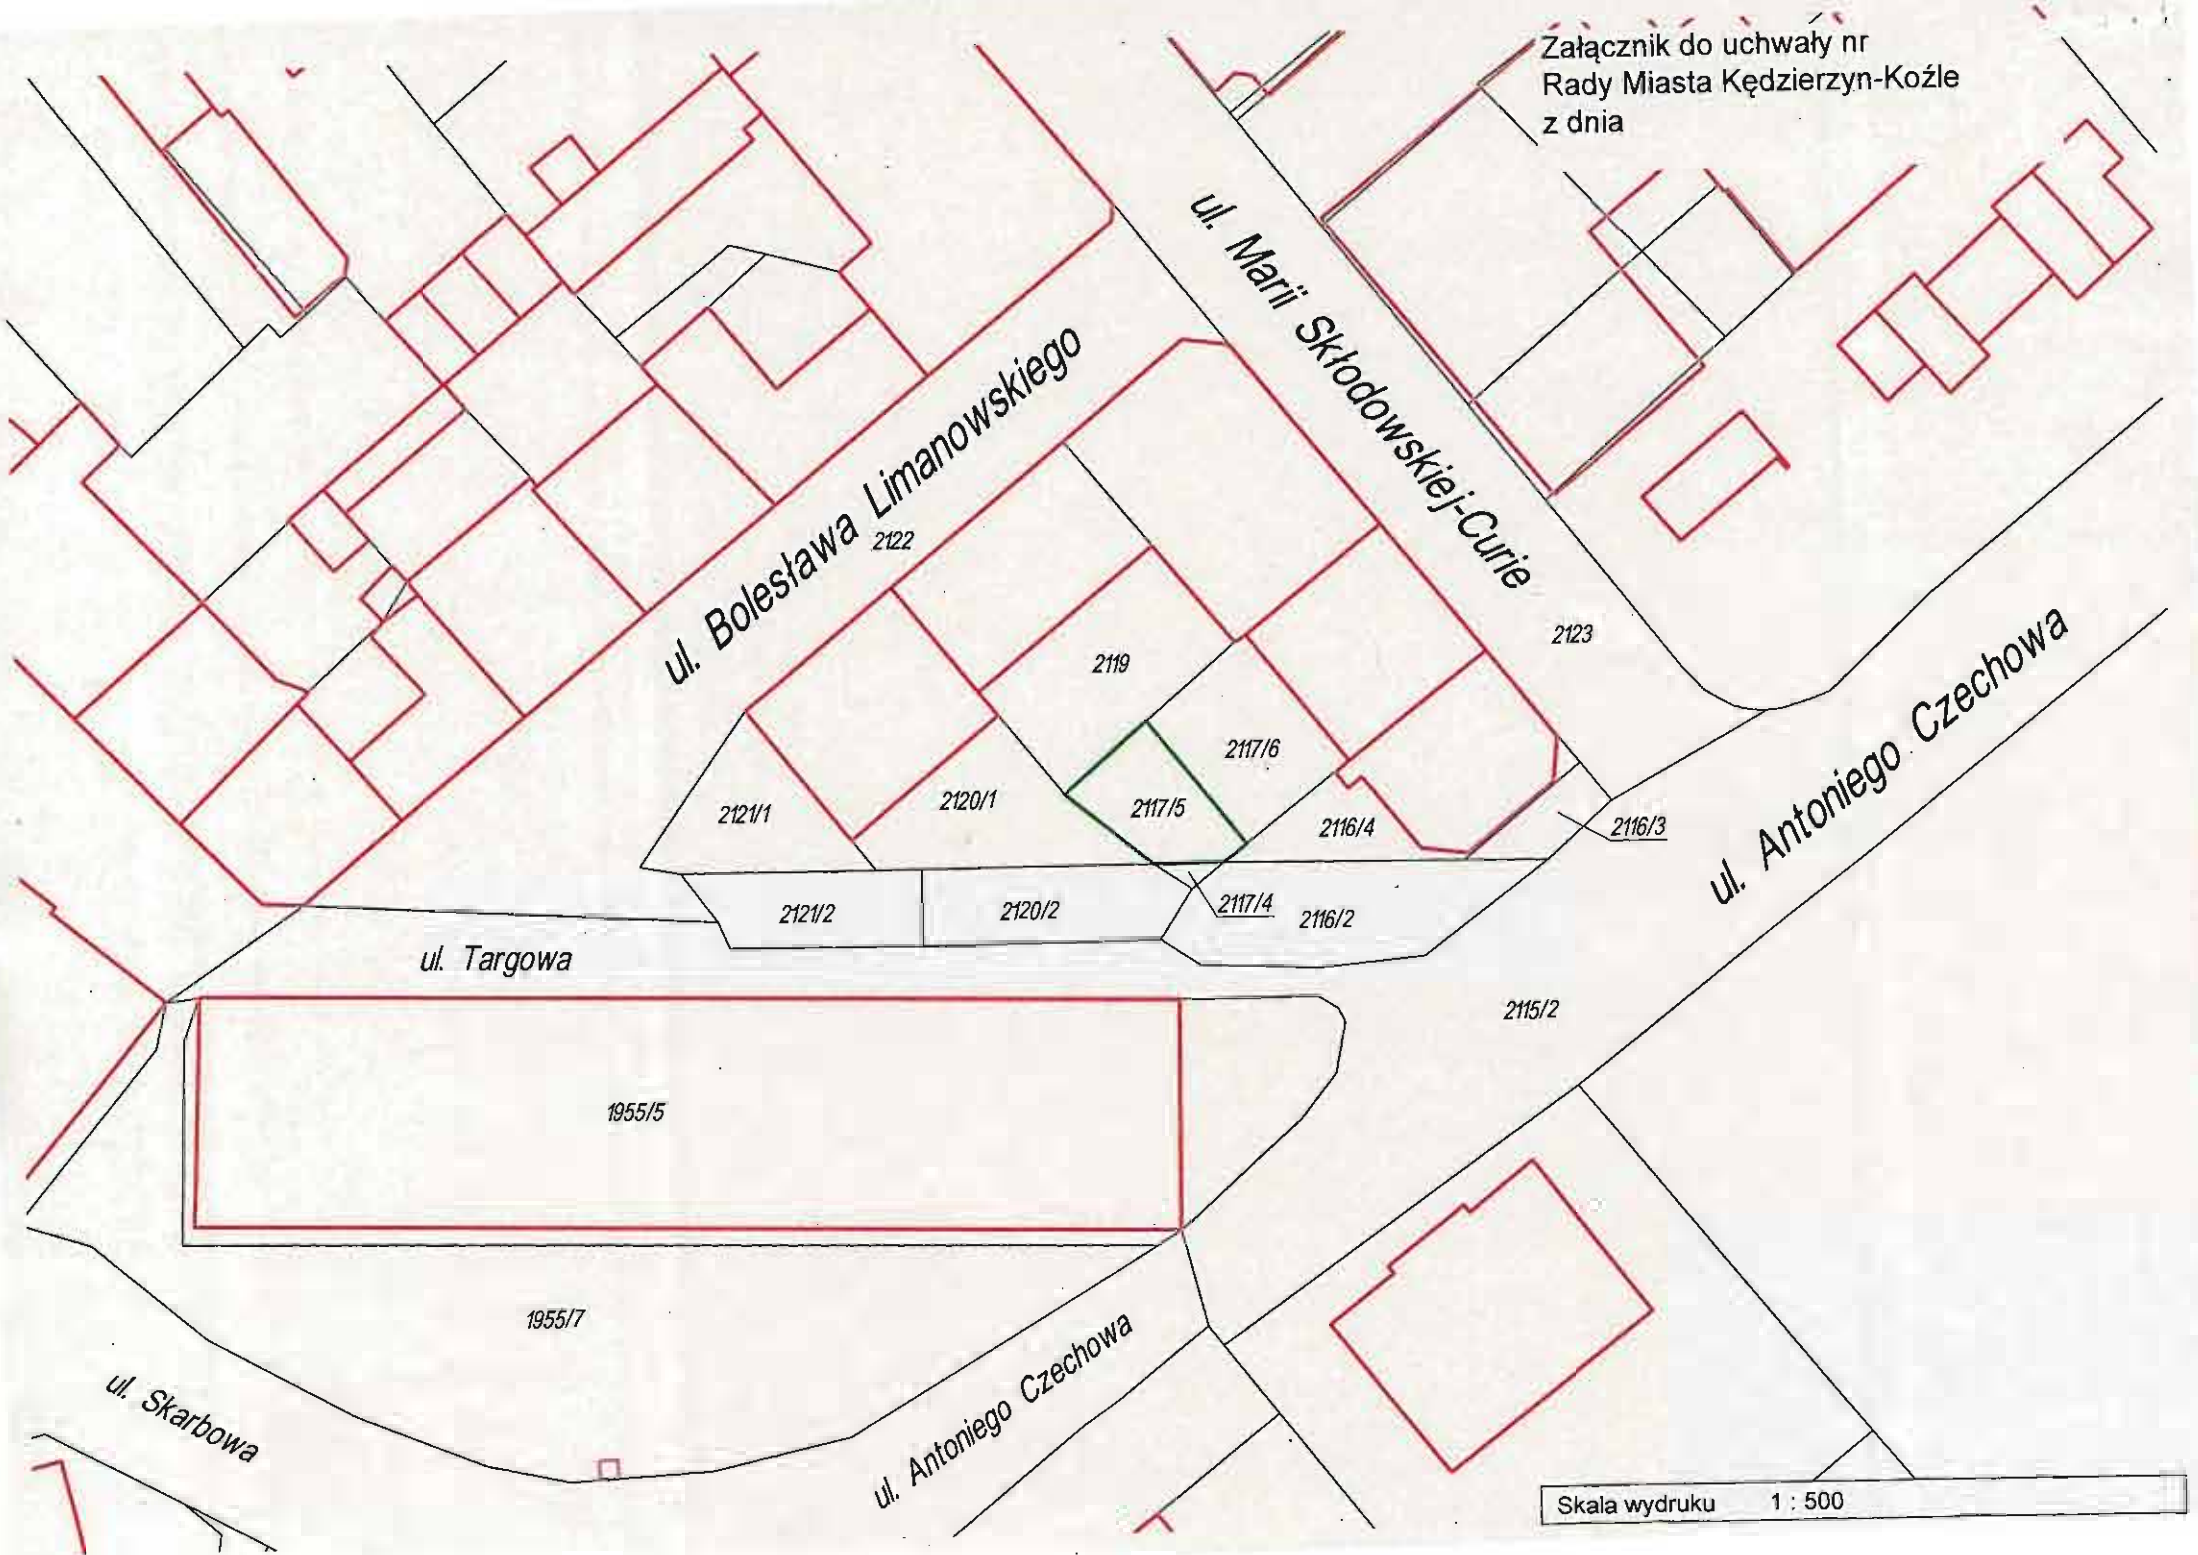 Załącznik do uchwały nr
Rady Miasta Kędzierzyn-Koźle
z dnia
ul. Marii Skłodowskiej-Curie
ul. Bolesława Limanowskiego
2122
2123
2119
ul. Antoniego Czechowa
2117/6
2121/1
2120/1
2117/5
2116/4
2116/3
2121/2
2120/2
2117/4
2116/2
ul. Targowa
2115/2
1955/5
1955/7
ul. Antoniego Czechowa
ul. Skarbowa
Skala wydruku 1 : 500